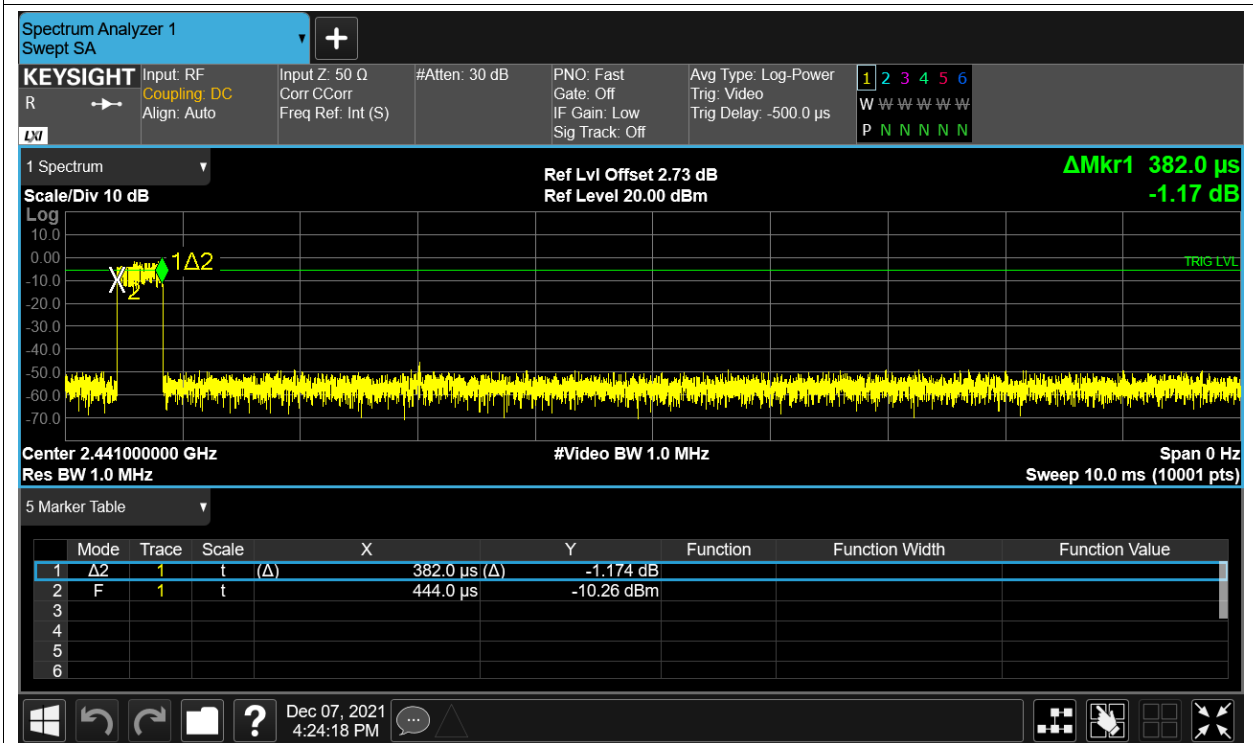 Spectrum Analyzer 1
Swept SA
+
KEYSIGHT Input: RF Input Z: 50 Ω #Atten: 30 dB PNO: Fast Avg Type: Log-Power 1 2 3 4 5 6
R Coupling: DC Corr CCorr Gate: Off Trig: Video W W W W W W
Align: Auto Freq Ref: Int (S) IF Gain: Low Trig Delay: -500.0 µs P N N N N N
LXI Sig Track: Off
1 Spectrum Ref Lvl Offset 2.73 dB ΔMkr1 382.0 µs
Scale/Div 10 dB Ref Level 20.00 dBm -1.17 dB
Log
10.0
0.00 1Δ2 TRIG LVL
-10.0 2
-20.0
-30.0
-40.0
-50.0
-60.0
-70.0
Center 2.441000000 GHz #Video BW 1.0 MHz Span 0 Hz
Res BW 1.0 MHz Sweep 10.0 ms (10001 pts)
5 Marker Table
Mode Trace Scale X Y Function Function Width Function Value
1 Δ2 1 t (Δ) 382.0 µs (Δ) -1.174 dB
2 F 1 t 444.0 µs -10.26 dBm
3
4
5
6
? Dec 07, 2021
4:24:18 PM